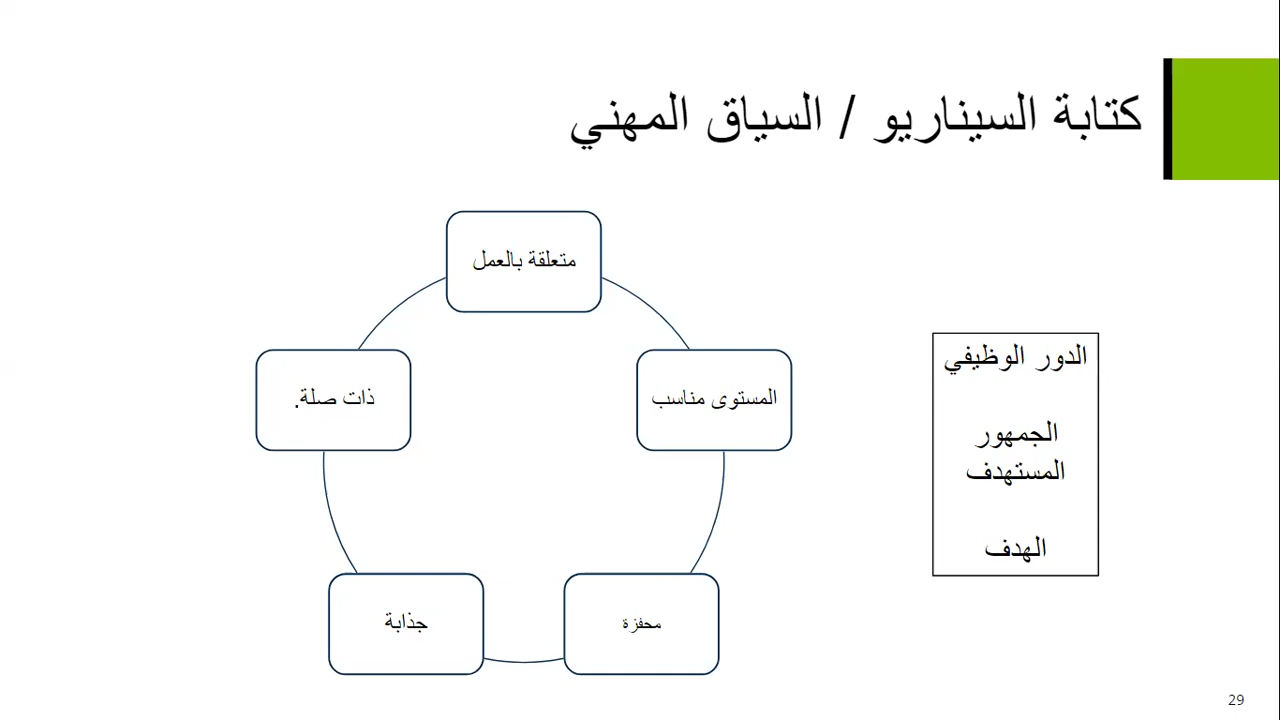 كتابة السيناريو / السياق المهني
متعلقة بالعمل
المستوى مناسب
محفزة
جذابة
ذات صلة.
الدور الوظيفي
الجمهور
المستهدف
الهدف
29